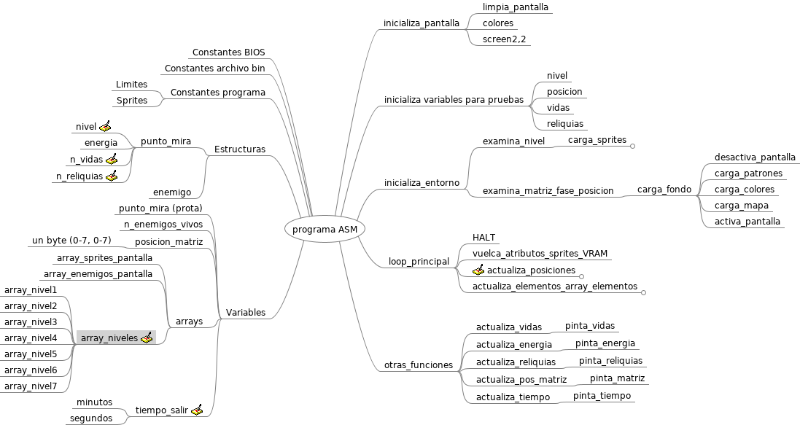 programa ASM
Constantes BIOS
Constantes archivo bin
Constantes programa
Limites
Sprites
Estructuras
punto_mira
nivel
energia
n_vidas
n_reliquias
enemigo
Variables
punto_mira (prota)
n_enemigos_vivos
posicion_matriz
un byte (0-7, 0-7)
arrays
array_sprites_pantalla
array_enemigos_pantalla
array_niveles
array_nivel1
array_nivel2
array_nivel3
array_nivel4
array_nivel5
array_nivel6
array_nivel7
tiempo_salir
minutos
segundos
inicializa_pantalla
limpia_pantalla
colores
screen2,2
inicializa variables para pruebas
nivel
posicion
vidas
reliquias
inicializa_entorno
examina_nivel
carga_sprites
examina_matriz_fase_posicion
carga_fondo
desactiva_pantalla
carga_patrones
carga_colores
carga_mapa
activa_pantalla
loop_principal
HALT
vuelca_atributos_sprites_VRAM
actualiza_posiciones
actualiza_elementos_array_elementos
otras_funciones
actualiza_vidas
pinta_vidas
actualiza_energia
pinta_energia
actualiza_reliquias
pinta_reliquias
actualiza_pos_matriz
pinta_matriz
actualiza_tiempo
pinta_tiempo